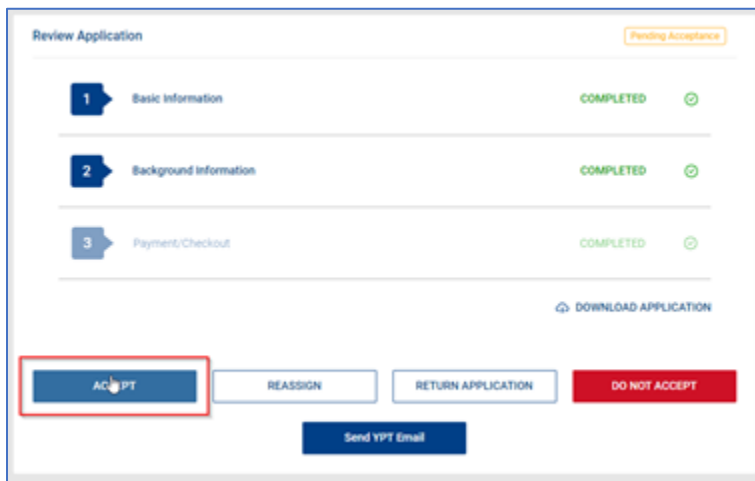 Review Application Pending Acceptance
1 Basic Information COMPLETED
2 Background Information COMPLETED
3 Payment/Checkout COMPLETED
DOWNLOAD APPLICATION
ACCEPT REASSIGN RETURN APPLICATION DO NOT ACCEPT
Send YPT Email